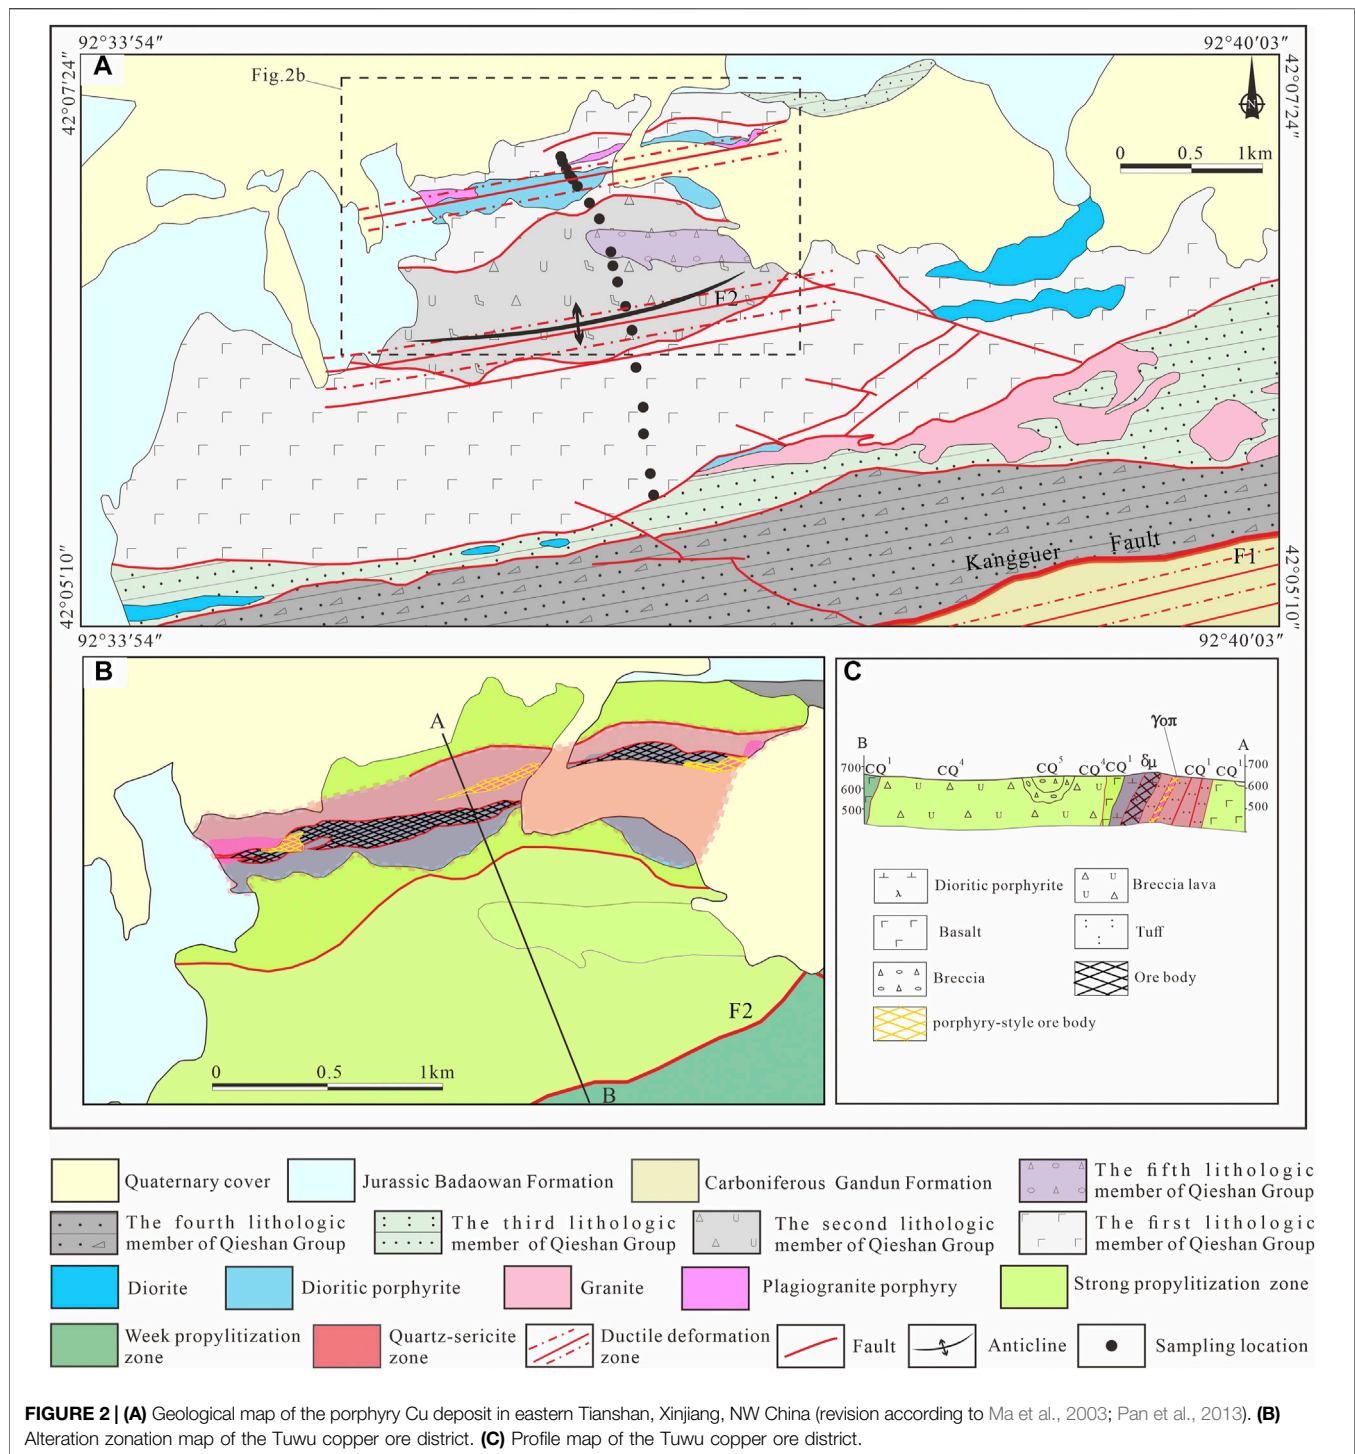 92°33′54″
92°40′03″
A
Fig.2b
42°07′24″
42°07′24″
N
0 0.5 1km
F2
Kangguer Fault
F1
42°05′10″
42°05′10″
92°33′54″
92°40′03″
B
A
F2
0 0.5 1km
B
C
γοπ
B
A
CQ1 CQ4 CQ5 CQ4 CQ1 δμ CQ1 CQ1
700
600
500
700
600
500
Dioritic porphyrite
Breccia lava
Basalt
Tuff
Breccia
Ore body
porphyry-style ore body
Quaternary cover
Jurassic Badaowan Formation
Carboniferous Gandun Formation
The fifth lithologic
member of Qieshan Group
The fourth lithologic
member of Qieshan Group
The third lithologic
member of Qieshan Group
The second lithologic
member of Qieshan Group
The first lithologic
member of Qieshan Group
Diorite
Dioritic porphyrite
Granite
Plagiogranite porphyry
Strong propylitization zone
Week propylitization
zone
Quartz-sericite
zone
Ductile deformation
zone
Fault
Anticline
Sampling location
FIGURE 2 | (A) Geological map of the porphyry Cu deposit in eastern Tianshan, Xinjiang, NW China (revision according to Ma et al., 2003; Pan et al., 2013). (B)
Alteration zonation map of the Tuwu copper ore district. (C) Profile map of the Tuwu copper ore district.